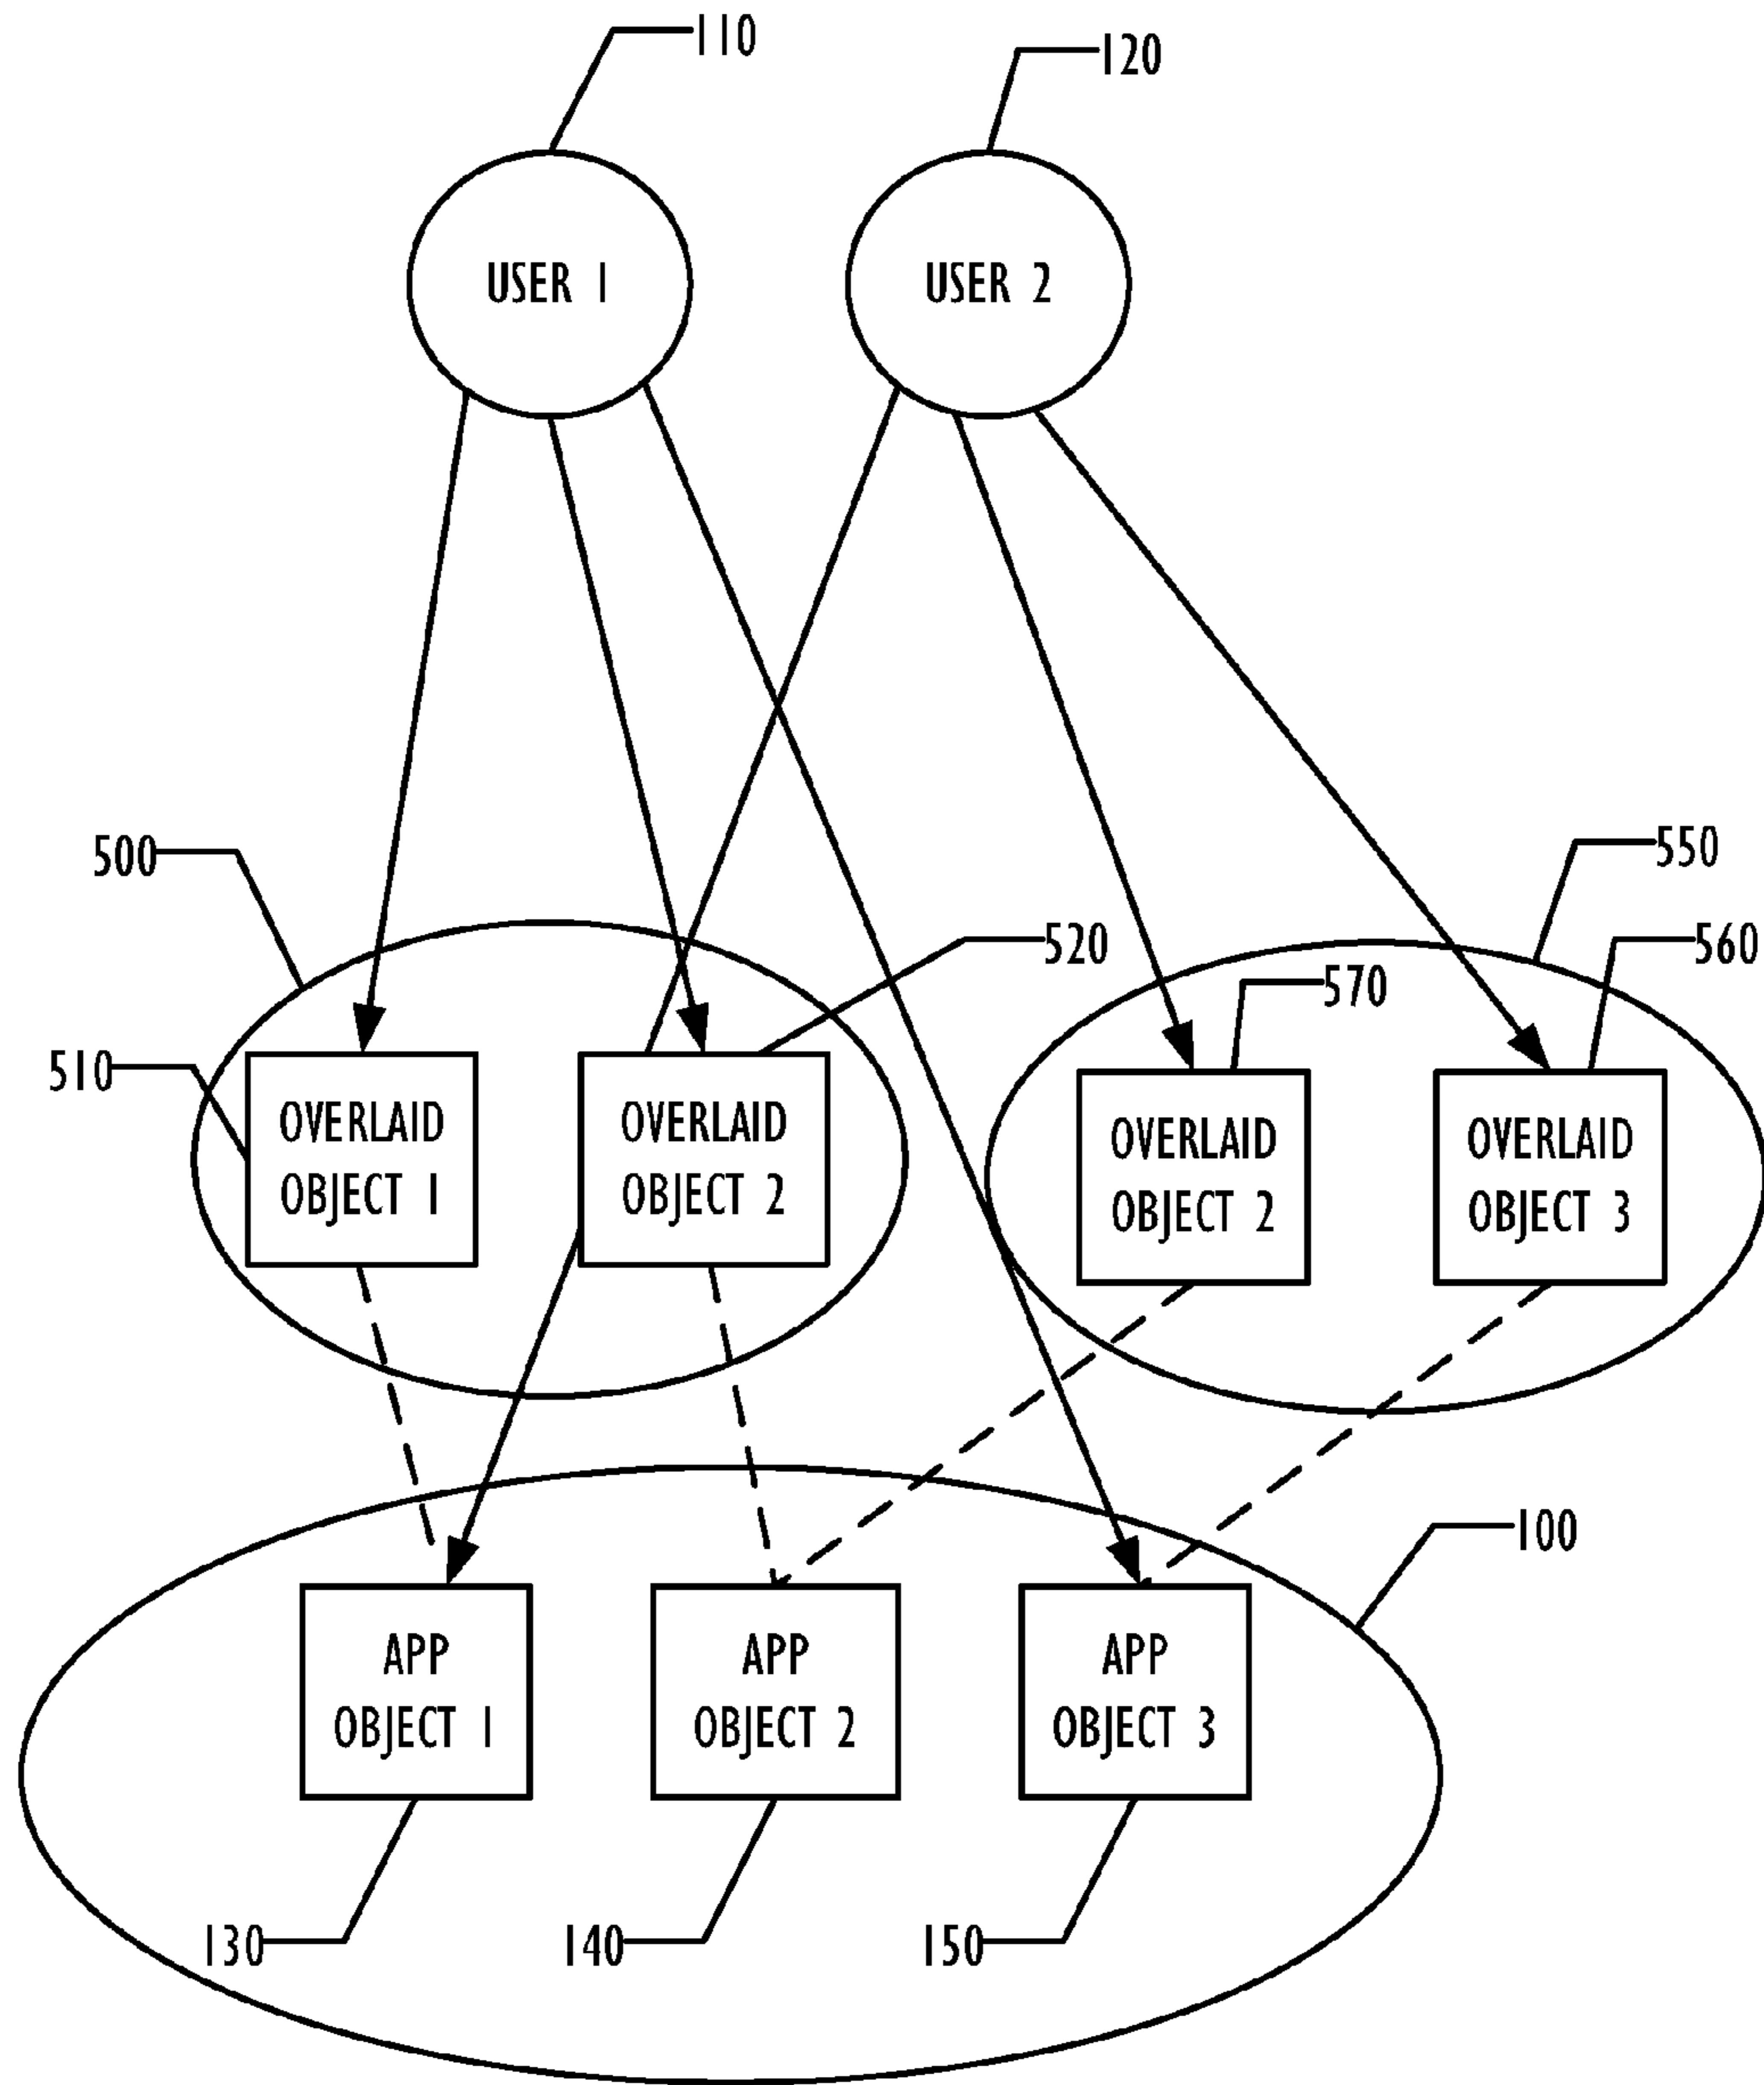 110
120
USER 1
USER 2
500
550
520
560
570
510
OVERLAID
OBJECT 1
OVERLAID
OBJECT 2
OVERLAID
OBJECT 2
OVERLAID
OBJECT 3
100
APP
OBJECT 1
APP
OBJECT 2
APP
OBJECT 3
130
140
150